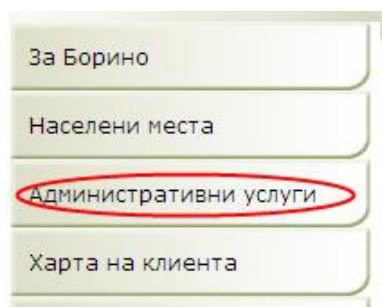 За Борино
Населени места
Административни услуги
Харта на клиента